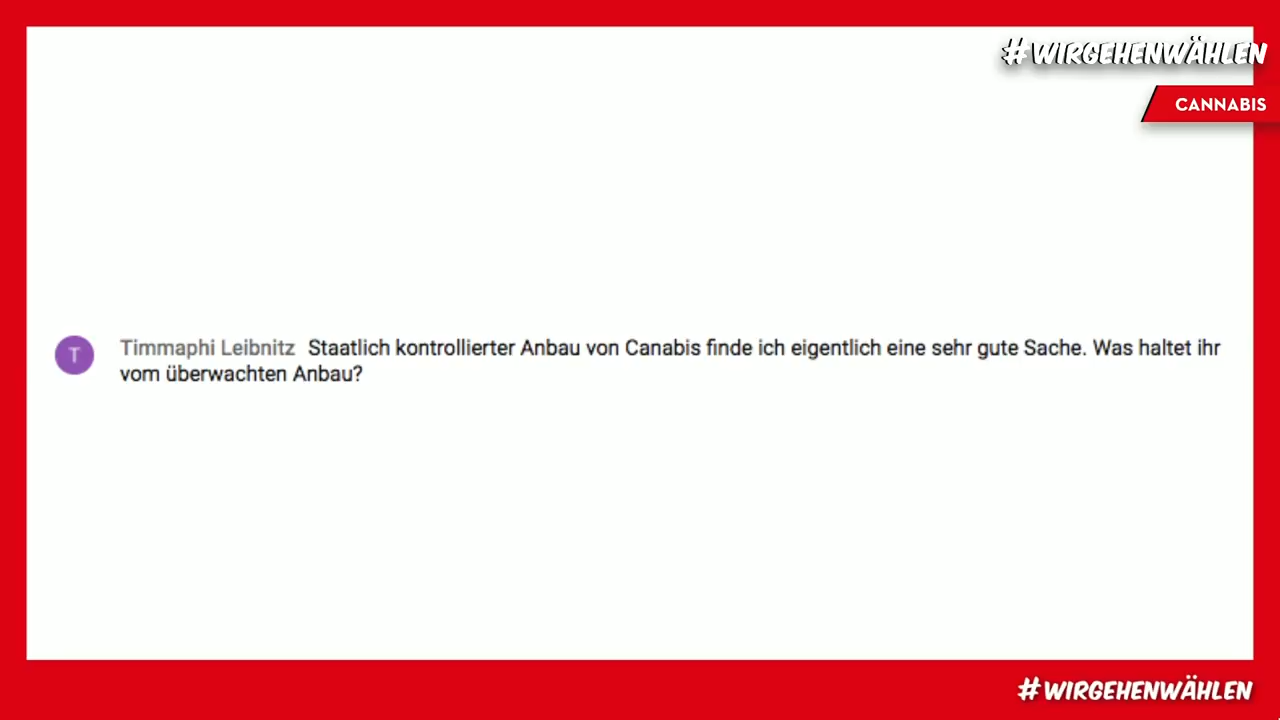 #WIRGEHENWÄHLEN
CANNABIS
T
Timmaphi Leibnitz Staatlich kontrollierter Anbau von Canabis finde ich eigentlich eine sehr gute Sache. Was haltet ihr
vom überwachten Anbau?
#WIRGEHENWÄHLEN